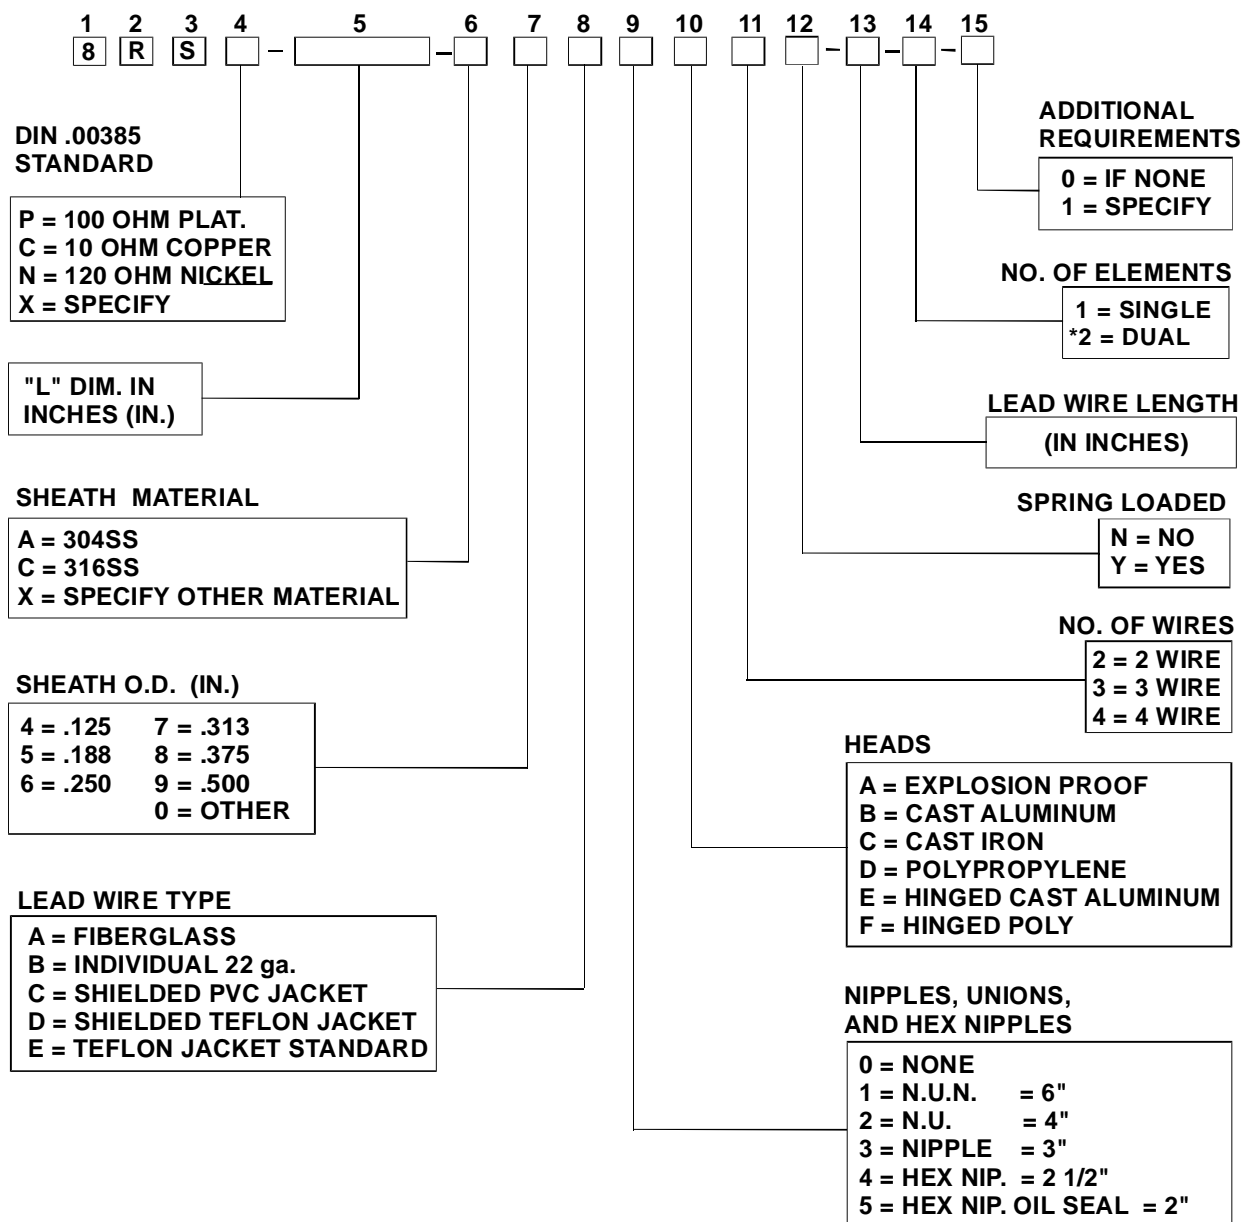 1 2 3 4 5 6 7 8 9 10 11 12 13 14 15
8 R S - - - - -
DIN .00385
STANDARD
P = 100 OHM PLAT.
C = 10 OHM COPPER
N = 120 OHM NICKEL
X = SPECIFY
"L" DIM. IN
INCHES (IN.)
SHEATH MATERIAL
A = 304SS
C = 316SS
X = SPECIFY OTHER MATERIAL
SHEATH O.D. (IN.)
4 = .125 7 = .313
5 = .188 8 = .375
6 = .250 9 = .500
0 = OTHER
LEAD WIRE TYPE
A = FIBERGLASS
B = INDIVIDUAL 22 ga.
C = SHIELDED PVC JACKET
D = SHIELDED TEFLON JACKET
E = TEFLON JACKET STANDARD
ADDITIONAL
REQUIREMENTS
0 = IF NONE
1 = SPECIFY
NO. OF ELEMENTS
1 = SINGLE
*2 = DUAL
LEAD WIRE LENGTH
(IN INCHES)
SPRING LOADED
N = NO
Y = YES
NO. OF WIRES
2 = 2 WIRE
3 = 3 WIRE
4 = 4 WIRE
HEADS
A = EXPLOSION PROOF
B = CAST ALUMINUM
C = CAST IRON
D = POLYPROPYLENE
E = HINGED CAST ALUMINUM
F = HINGED POLY
NIPPLES, UNIONS,
AND HEX NIPPLES
0 = NONE
1 = N.U.N. = 6"
2 = N.U. = 4"
3 = NIPPLE = 3"
4 = HEX NIP. = 2 1/2"
5 = HEX NIP. OIL SEAL = 2"